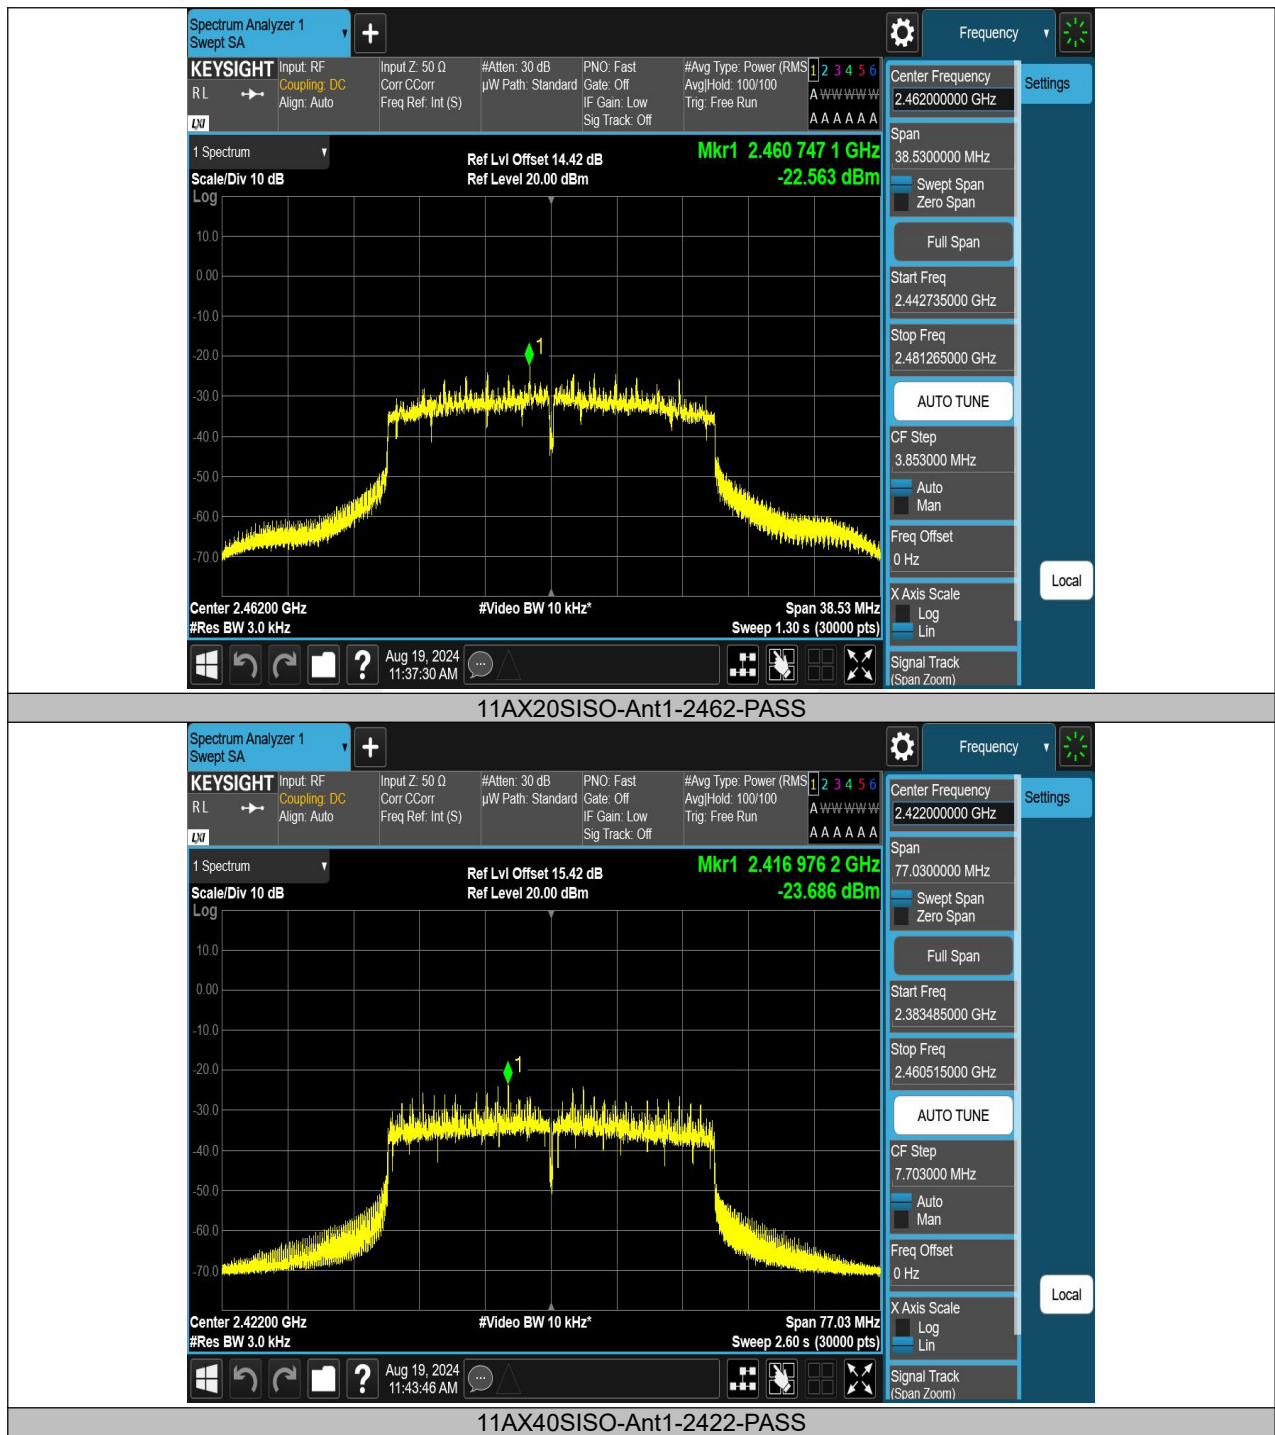 Spectrum Analyzer 1
Swept SA
+
Frequency
KEYSIGHT
RL
LXI
Input: RF
Coupling: DC
Align: Auto
Input Z: 50 Ω
Corr CCorr
Freq Ref: Int (S)
#Atten: 30 dB
µW Path: Standard
PNO: Fast
Gate: Off
IF Gain: Low
Sig Track: Off
#Avg Type: Power (RMS
Avg|Hold: 100/100
Trig: Free Run
1 2 3 4 5 6
A W W W W W
A A A A A A
Center Frequency
2.462000000 GHz
Settings
Span
38.5300000 MHz
Swept Span
Zero Span
Full Span
Start Freq
2.442735000 GHz
Stop Freq
2.481265000 GHz
AUTO TUNE
CF Step
3.853000 MHz
Auto
Man
Freq Offset
0 Hz
Local
X Axis Scale
Log
Lin
Signal Track
(Span Zoom)
1 Spectrum
Scale/Div 10 dB
Log
Ref Lvl Offset 14.42 dB
Ref Level 20.00 dBm
Mkr1 2.460 747 1 GHz
-22.563 dBm
10.0
0.00
-10.0
-20.0
-30.0
-40.0
-50.0
-60.0
-70.0
1
Center 2.46200 GHz
#Res BW 3.0 kHz
#Video BW 10 kHz*
Span 38.53 MHz
Sweep 1.30 s (30000 pts)
?
Aug 19, 2024
11:37:30 AM
11AX20SISO-Ant1-2462-PASS
Spectrum Analyzer 1
Swept SA
+
Frequency
KEYSIGHT
RL
LXI
Input: RF
Coupling: DC
Align: Auto
Input Z: 50 Ω
Corr CCorr
Freq Ref: Int (S)
#Atten: 30 dB
µW Path: Standard
PNO: Fast
Gate: Off
IF Gain: Low
Sig Track: Off
#Avg Type: Power (RMS
Avg|Hold: 100/100
Trig: Free Run
1 2 3 4 5 6
A W W W W W
A A A A A A
Center Frequency
2.422000000 GHz
Settings
Span
77.0300000 MHz
Swept Span
Zero Span
Full Span
Start Freq
2.383485000 GHz
Stop Freq
2.460515000 GHz
AUTO TUNE
CF Step
7.703000 MHz
Auto
Man
Freq Offset
0 Hz
Local
X Axis Scale
Log
Lin
Signal Track
(Span Zoom)
1 Spectrum
Scale/Div 10 dB
Log
Ref Lvl Offset 15.42 dB
Ref Level 20.00 dBm
Mkr1 2.416 976 2 GHz
-23.686 dBm
10.0
0.00
-10.0
-20.0
-30.0
-40.0
-50.0
-60.0
-70.0
1
Center 2.42200 GHz
#Res BW 3.0 kHz
#Video BW 10 kHz*
Span 77.03 MHz
Sweep 2.60 s (30000 pts)
?
Aug 19, 2024
11:43:46 AM
11AX40SISO-Ant1-2422-PASS